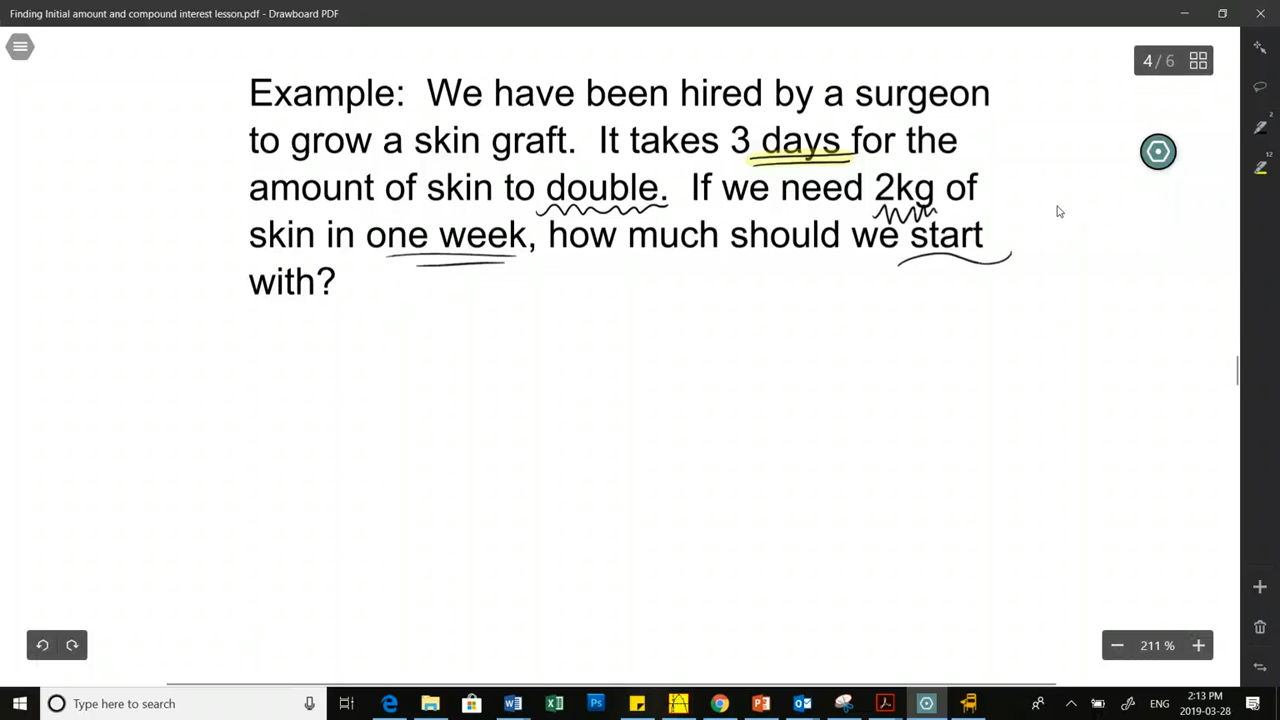 Finding Initial amount and compound interest lesson.pdf - Drawboard PDF
4 / 6
Example: We have been hired by a surgeon
to grow a skin graft. It takes 3 days for the
amount of skin to double. If we need 2kg of
skin in one week, how much should we start
with?
211 %
Type here to search
ENG
2:13 PM
2019-03-28